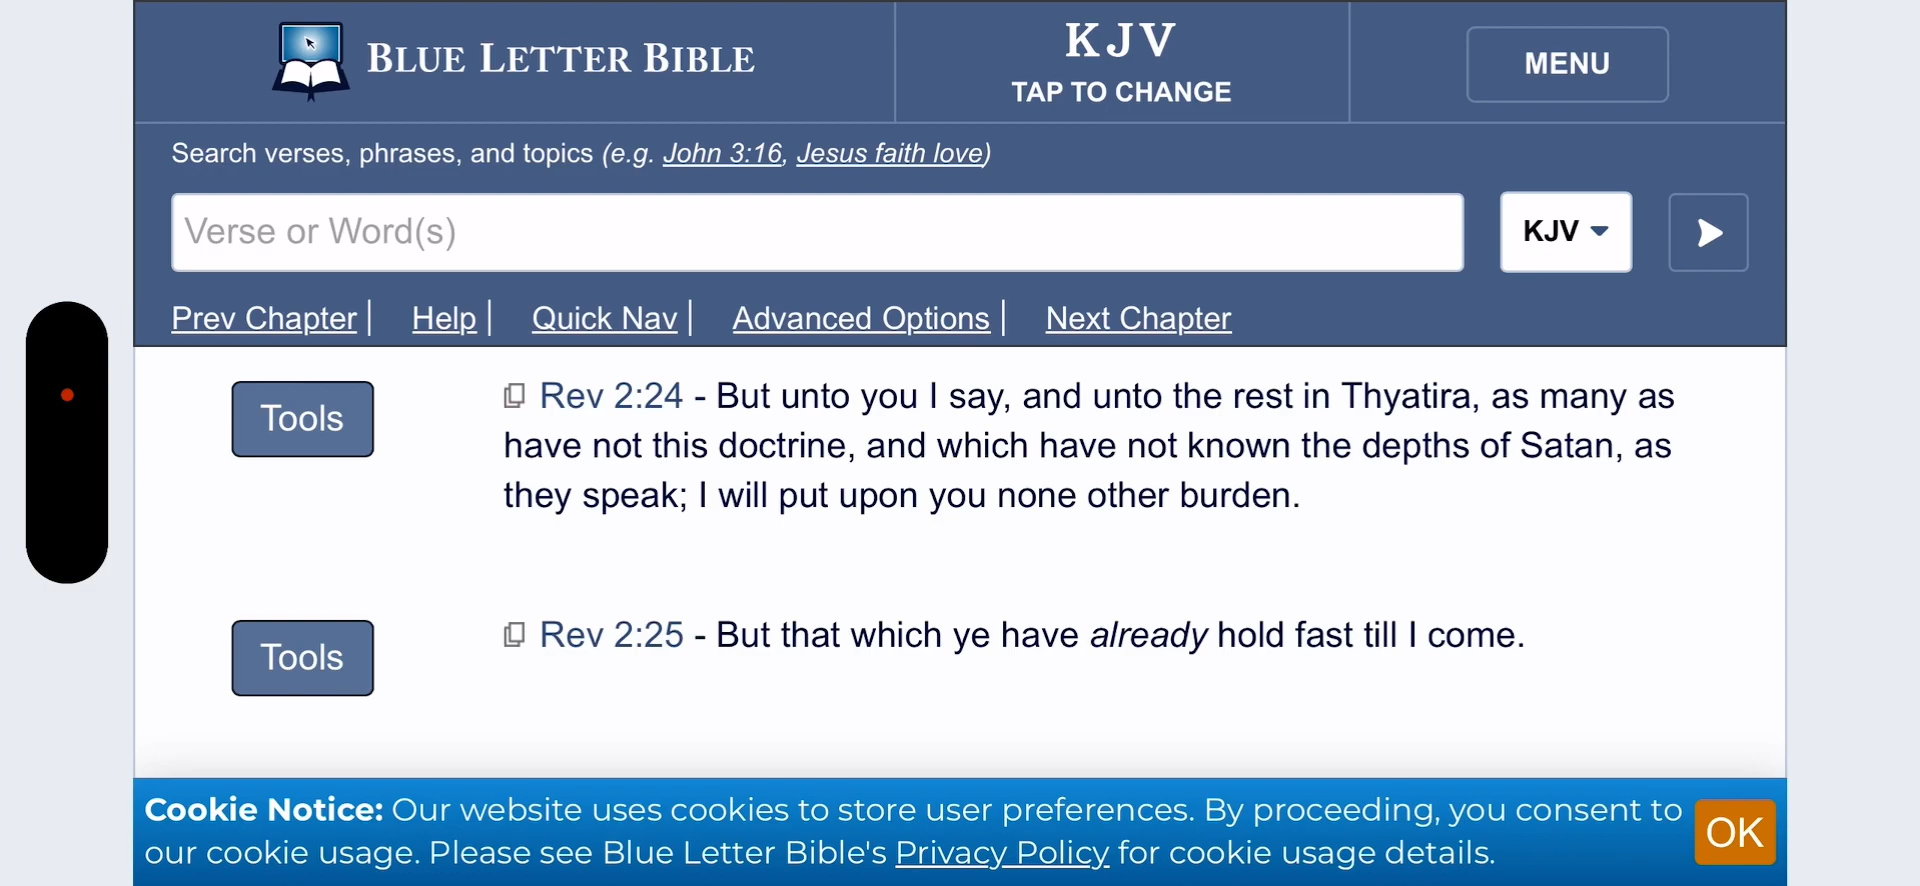 BLUE LETTER BIBLE
KJV
TAP TO CHANGE
MENU
Search verses, phrases, and topics (e.g. John 3:16, Jesus faith love)
Verse or Word(s)
KJV
Prev Chapter | Help | Quick Nav | Advanced Options | Next Chapter
Tools
Rev 2:24 - But unto you I say, and unto the rest in Thyatira, as many as
have not this doctrine, and which have not known the depths of Satan, as
they speak; I will put upon you none other burden.
Tools
Rev 2:25 - But that which ye have already hold fast till I come.
Cookie Notice: Our website uses cookies to store user preferences. By proceeding, you consent to
our cookie usage. Please see Blue Letter Bible's Privacy Policy for cookie usage details.
OK